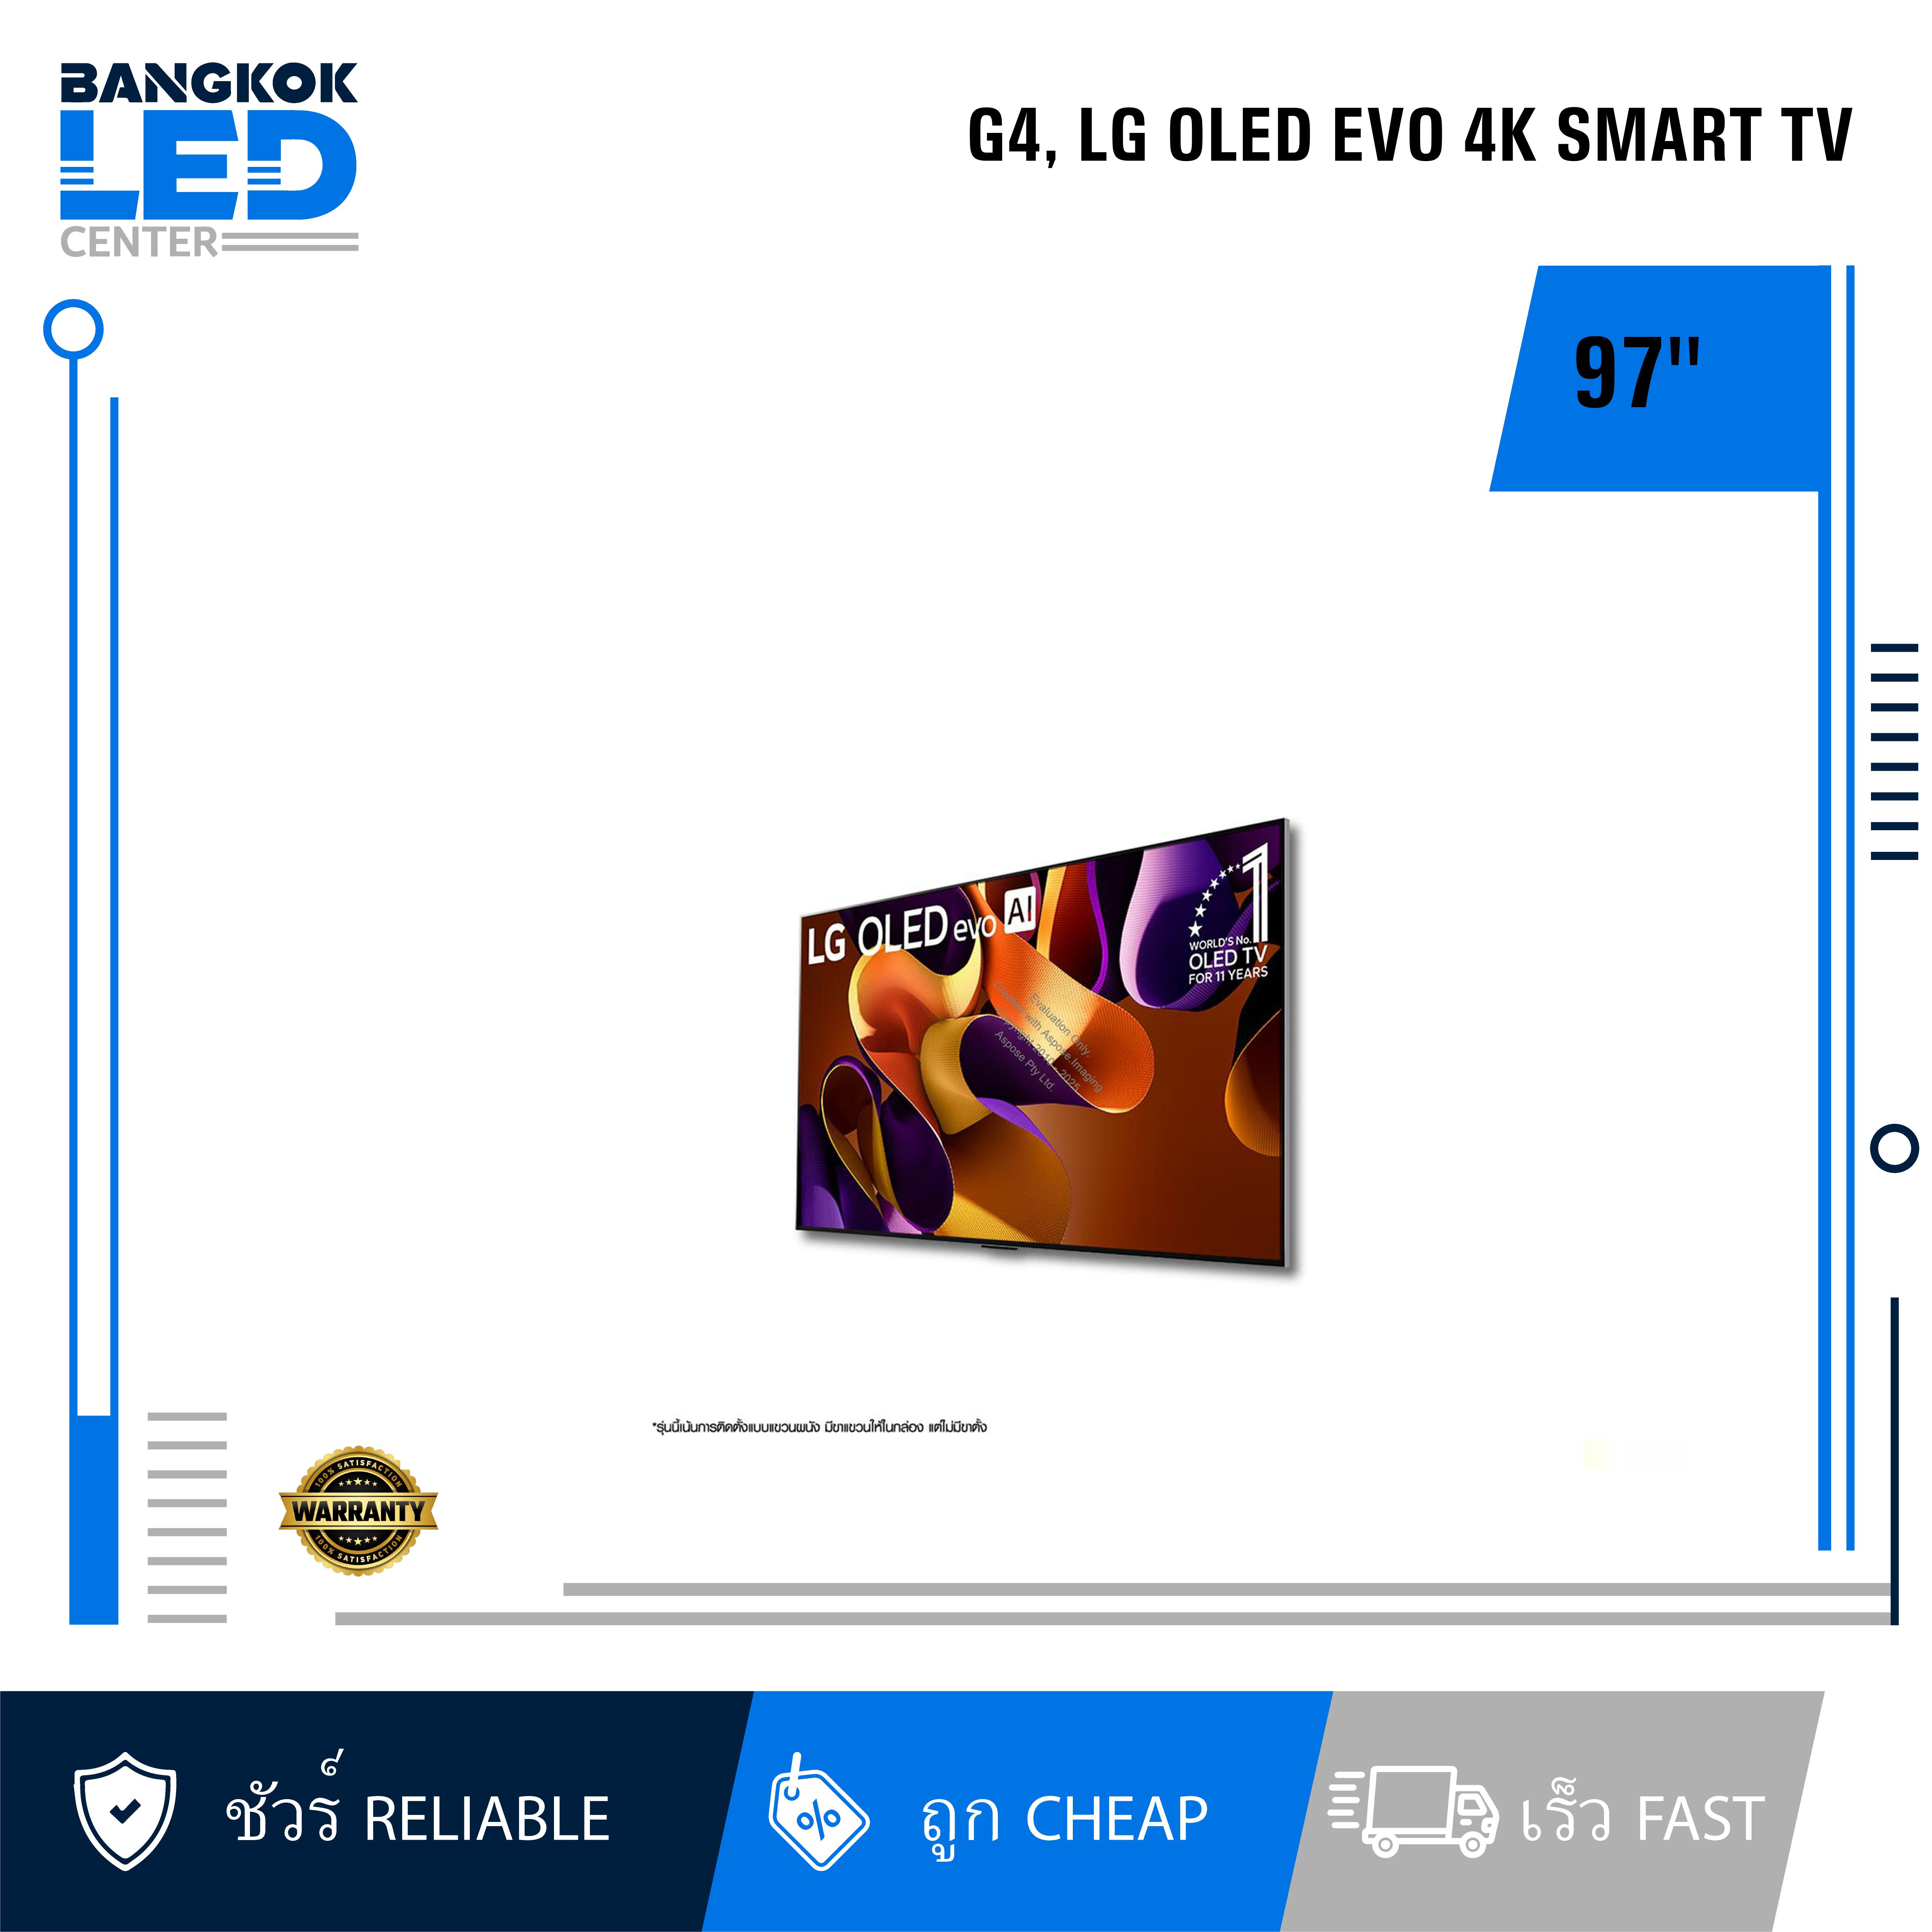 BANGKOK
LED
CENTER
G4, LG OLED EVO 4K SMART TV
97"
LG OLED evo AI
1
WORLD'S No.
OLED TV
FOR 11 YEARS
Evaluation Only.
Created with Aspose.Imaging
2010-2025
Aspose Pty Ltd.
*รุ่นนี้เน้นการติดตั้งแบบแขวนผนัง มีขาแขวนให้ในกล่อง แต่ไม่มีขาตั้ง
100% SATISFACTION
WARRANTY
100% SATISFACTION
ชัวร์ RELIABLE
% ถูก CHEAP
เร็ว FAST